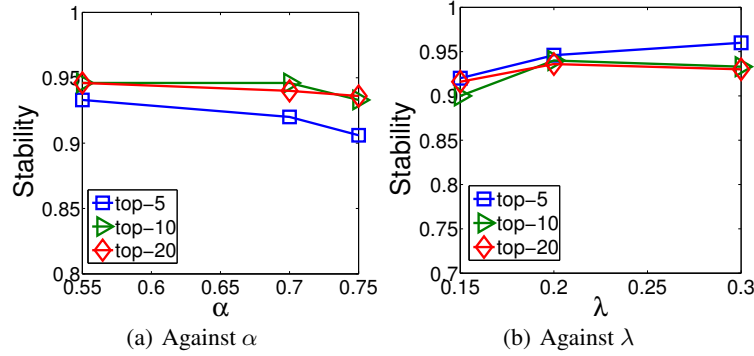 1
0.95
0.9
0.85
0.8
Stability
top-5
top-10
top-20
0.55 0.6 0.65 0.7 0.75
α
(a) Against α
1
0.95
0.9
0.85
0.8
0.75
0.7
Stability
top-5
top-10
top-20
0.15 0.2 0.25 0.3
λ
(b) Against λ